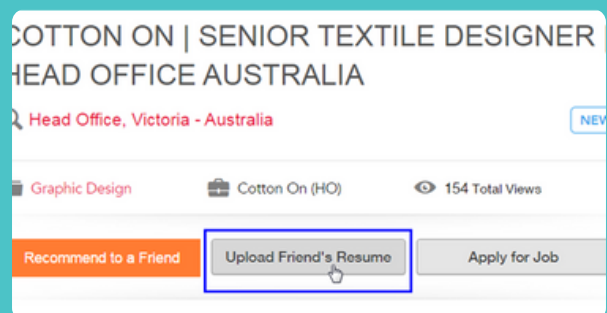 COTTON ON | SENIOR TEXTILE DESIGNER
HEAD OFFICE AUSTRALIA
Head Office, Victoria - Australia
NEW
Graphic Design Cotton On (HO) 154 Total Views
Recommend to a Friend Upload Friend's Resume Apply for Job